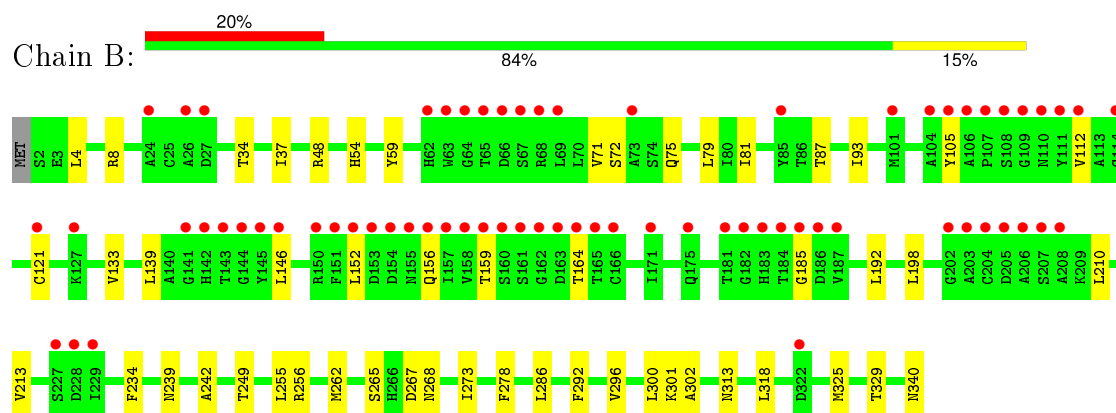 20%
Chain B:
84% 15%
MET S2 E3 L4 R8 A24 C25 A26 D27 T34 I37 R48 H54 Y59 H62 W63 G64 T65 D66 S67 R68 L69 L70 V71 S72 A73 S74 Q75 L79 I80 I81 Y85 T86 T87 I93 M101 A104 Y105 A106 P107 S108 G109 N110 Y111 V112 A113
C121 K127 V133 L139 A140 G141 H142 T143 G144 Y145 L146 R150 F151 L152 D153 D154 N155 Q156 I157 V158 T159 S160 S161 G162 D163 T164 T165 C166 I171 Q175 T181 G182 H183 T184 G185 D186 V187 L192 L198 G202 A203 C204 D205 A206 S207 A208 K209 L210
V213 S227 D228 I229 F234 N239 A242 T249 L255 R256 M262 S265 H266 D267 N268 I273 F278 L286 F292 V296 L300 K301 A302 N313 L318 D322 M325 T329 N340